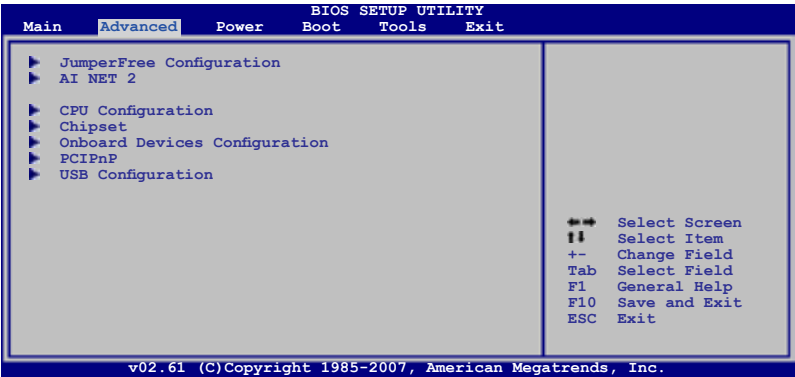 BIOS SETUP UTILITY
Main Advanced Power Boot Tools Exit
JumperFree Configuration
AI NET 2
CPU Configuration
Chipset
Onboard Devices Configuration
PCIPnP
USB Configuration
Select Screen
Select Item
+- Change Field
Tab Select Field
F1 General Help
F10 Save and Exit
ESC Exit
v02.61 (C)Copyright 1985-2007, American Megatrends, Inc.